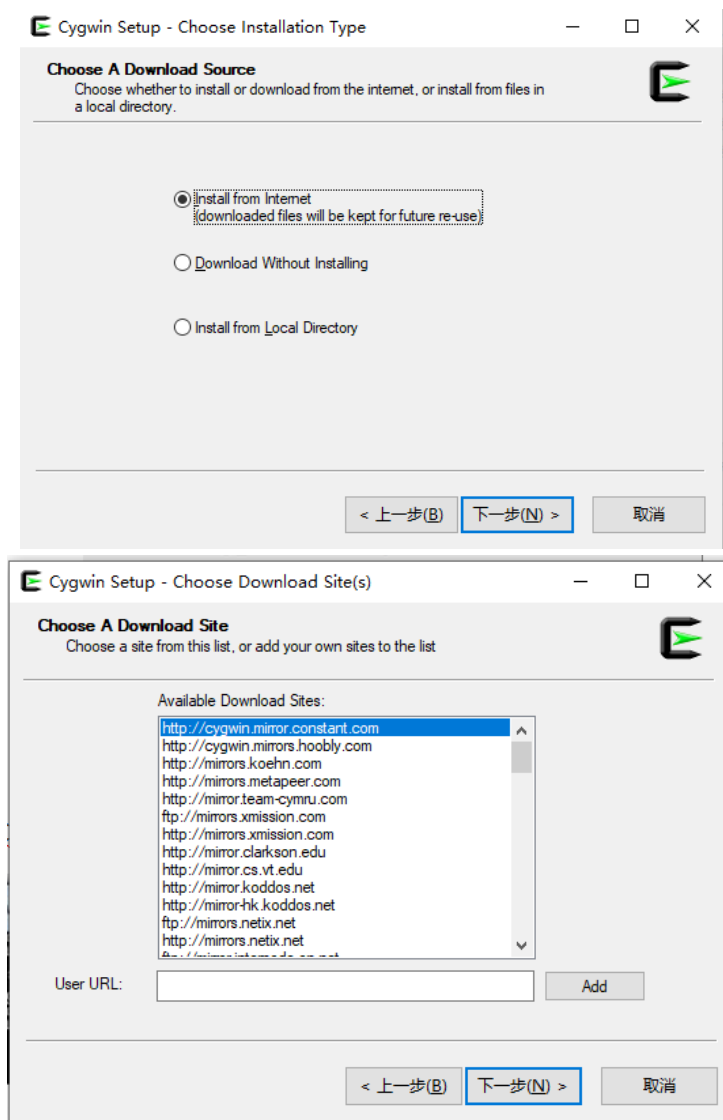 Cygwin Setup - Choose Installation Type
Choose A Download Source
Choose whether to install or download from the internet, or install from files in
a local directory.
Install from Internet
(downloaded files will be kept for future re-use)
Download Without Installing
Install from Local Directory
< 上一步(B)
下一步(N) >
取消
Cygwin Setup - Choose Download Site(s)
Choose A Download Site
Choose a site from this list, or add your own sites to the list
Available Download Sites:
http://cygwin.mirror.constant.com
http://cygwin.mirrors.hoobly.com
http://mirrors.koehn.com
http://mirrors.metapeer.com
http://mirror.team-cymru.com
ftp://mirrors.xmission.com
http://mirrors.xmission.com
http://mirror.clarkson.edu
http://mirror.cs.vt.edu
http://mirror.koddos.net
http://mirror-hk.koddos.net
ftp://mirrors.netix.net
http://mirrors.netix.net
User URL:
Add
< 上一步(B)
下一步(N) >
取消